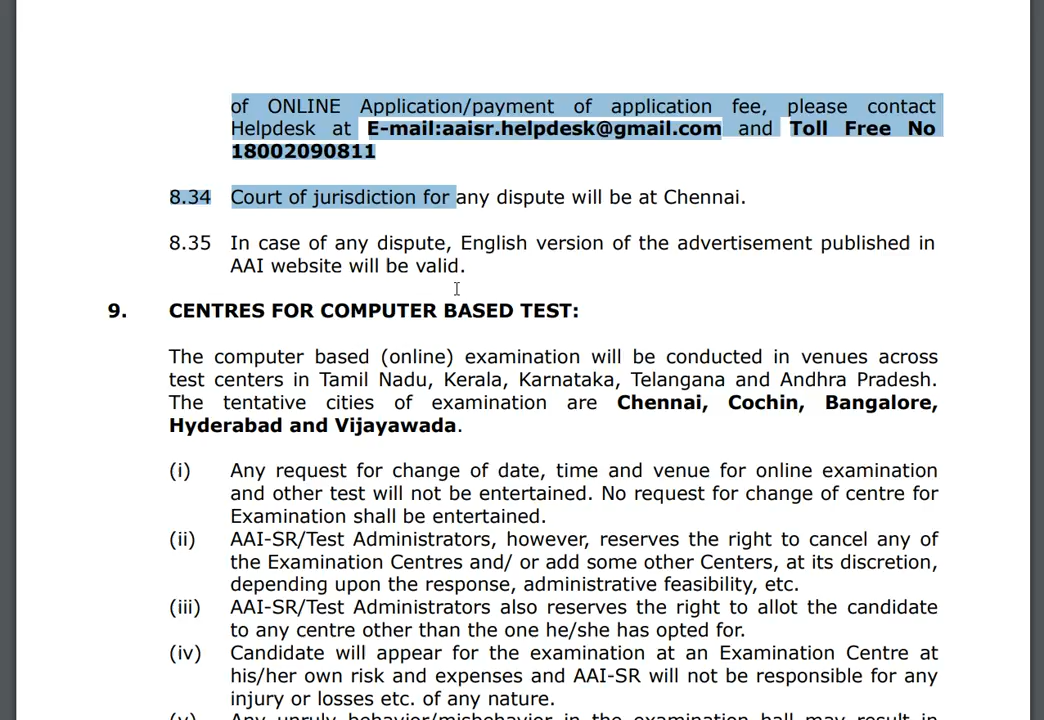 of ONLINE Application/payment of application fee, please contact
Helpdesk at E-mail:aaisr.helpdesk@gmail.com and Toll Free No
18002090811
8.34 Court of jurisdiction for any dispute will be at Chennai.
8.35 In case of any dispute, English version of the advertisement published in
AAI website will be valid.
9. CENTRES FOR COMPUTER BASED TEST:
The computer based (online) examination will be conducted in venues across
test centers in Tamil Nadu, Kerala, Karnataka, Telangana and Andhra Pradesh.
The tentative cities of examination are Chennai, Cochin, Bangalore,
Hyderabad and Vijayawada.
(i) Any request for change of date, time and venue for online examination
and other test will not be entertained. No request for change of centre for
Examination shall be entertained.
(ii) AAI-SR/Test Administrators, however, reserves the right to cancel any of
the Examination Centres and/ or add some other Centers, at its discretion,
depending upon the response, administrative feasibility, etc.
(iii) AAI-SR/Test Administrators also reserves the right to allot the candidate
to any centre other than the one he/she has opted for.
(iv) Candidate will appear for the examination at an Examination Centre at
his/her own risk and expenses and AAI-SR will not be responsible for any
injury or losses etc. of any nature.
(v) Any unruly behavior/misbehavior in the examination hall may result in